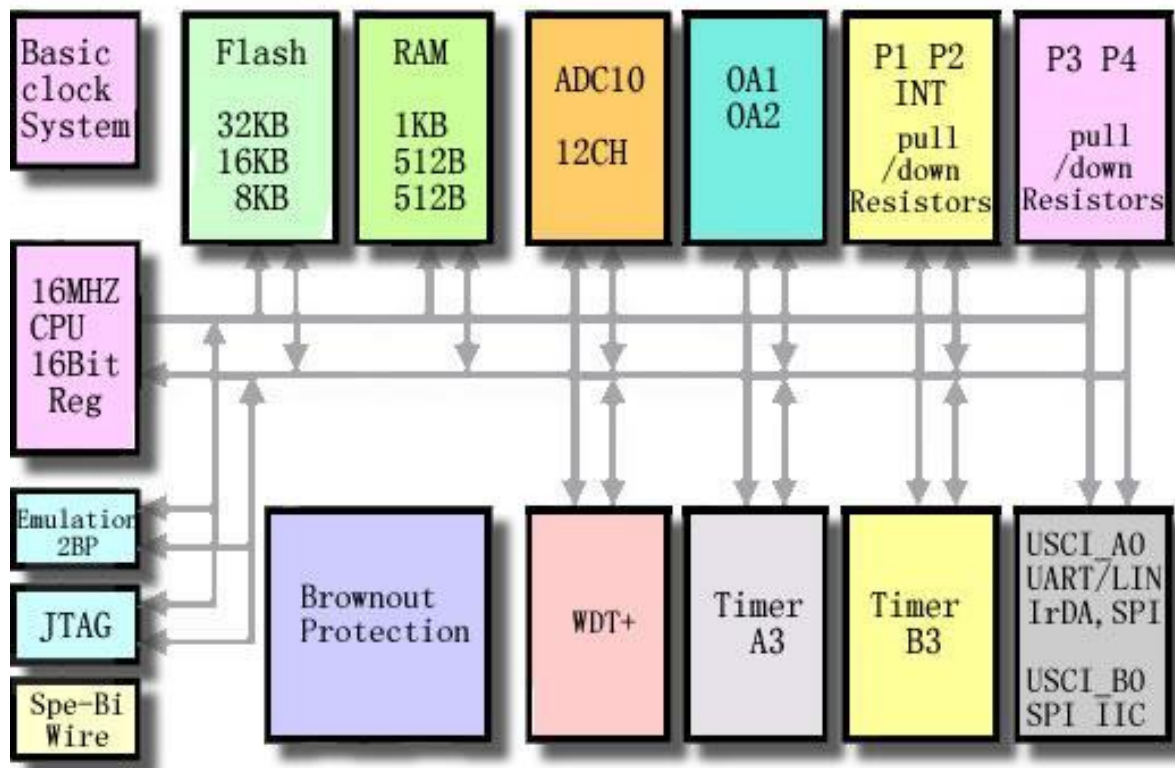 Basic
clock
System
Flash
32KB
16KB
8KB
RAM
1KB
512B
512B
ADC10
12CH
OA1
OA2
P1 P2
INT
pull
/down
Resistors
P3 P4
pull
/down
Resistors
16MHZ
CPU
16Bit
Reg
Emulation
2BP
JTAG
Spe-Bi
Wire
Brownout
Protection
WDT+
Timer
A3
Timer
B3
USCI_A0
UART/LIN
IrDA, SPI
USCI_B0
SPI IIC